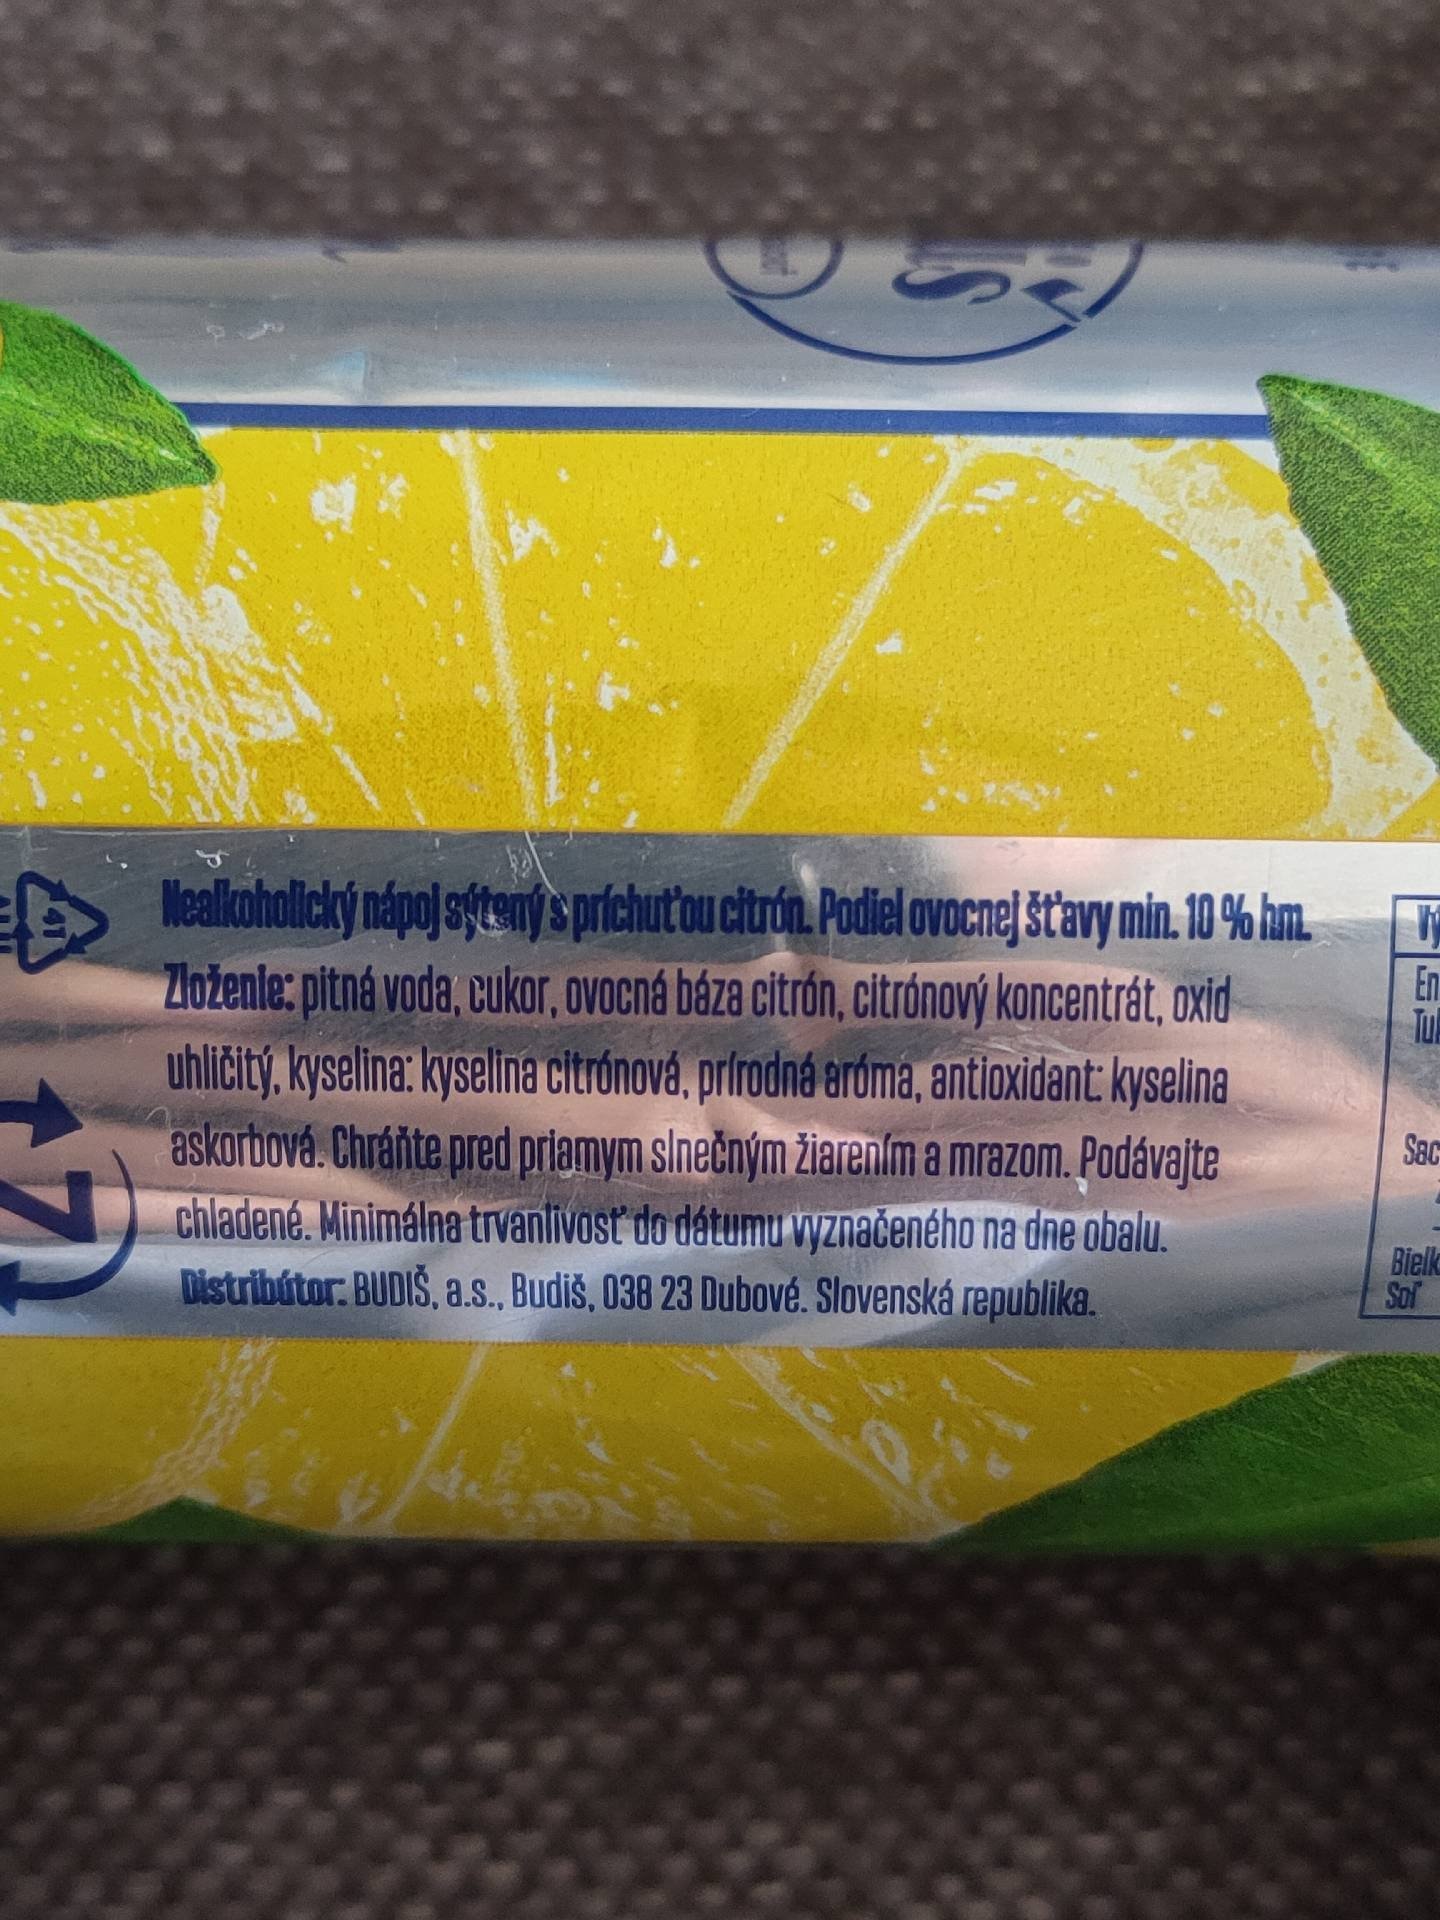 Nealkoholický nápoj sýtený s príchuťou citrón. Podiel ovocnej šťavy min. 10 % hm.
Zloženie: pitná voda, cukor, ovocná báza citrón, citrónový koncentrát, oxid
uhličitý, kyselina: kyselina citrónová, prírodná aróma, antioxidant: kyselina
askorbová. Chráňte pred priamym slnečným žiarením a mrazom. Podávajte
chladené. Minimálna trvanlivosť do dátumu vyznačeného na dne obalu.
Distribútor: BUDIŠ, a.s., Budiš, 038 23 Dubové. Slovenská republika.
41
Z
Soľ